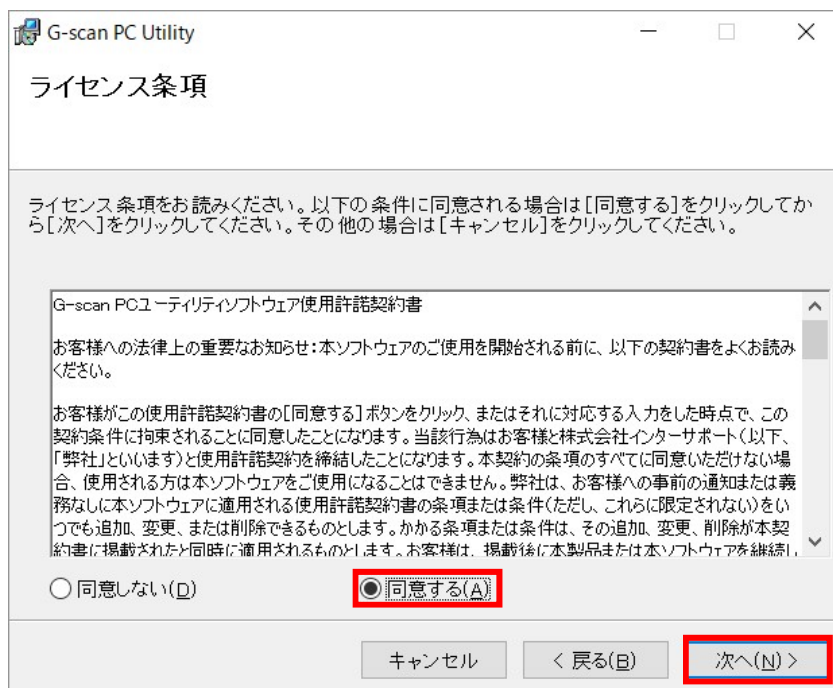 G-scan PC Utility
ライセンス条項
ライセンス条項をお読みください。以下の条件に同意される場合は[同意する]をクリックしてか
ら[次へ]をクリックしてください。その他の場合は[キャンセル]をクリックしてください。
G-scan PCユーティリティソフトウェア使用許諾契約書
お客様への法律上の重要なお知らせ:本ソフトウェアのご使用を開始される前に、以下の契約書をよくお読み
ください。
お客様がこの使用許諾契約書の[同意する]ボタンをクリック、またはそれに対応する入力をした時点で、この
契約条件に拘束されることに同意したことになります。当該行為はお客様と株式会社インターサポート(以下、
「弊社」といいます)と使用許諾契約を締結したことになります。本契約の条項のすべてに同意いただけない場
合、使用される方は本ソフトウェアをご使用になることはできません。弊社は、お客様への事前の通知または義
務なしに本ソフトウェアに適用される使用許諾契約書の条項または条件(ただし、これらに限定されない)をい
つでも追加、変更、または削除できるものとします。かかる条項または条件は、その追加、変更、削除が本契
約書に掲載されたと同時に適用されるものとします。お客様は、掲載後に本製品または本ソフトウェアを継続し
同意しない(D)
同意する(A)
キャンセル
< 戻る(B)
次へ(N) >